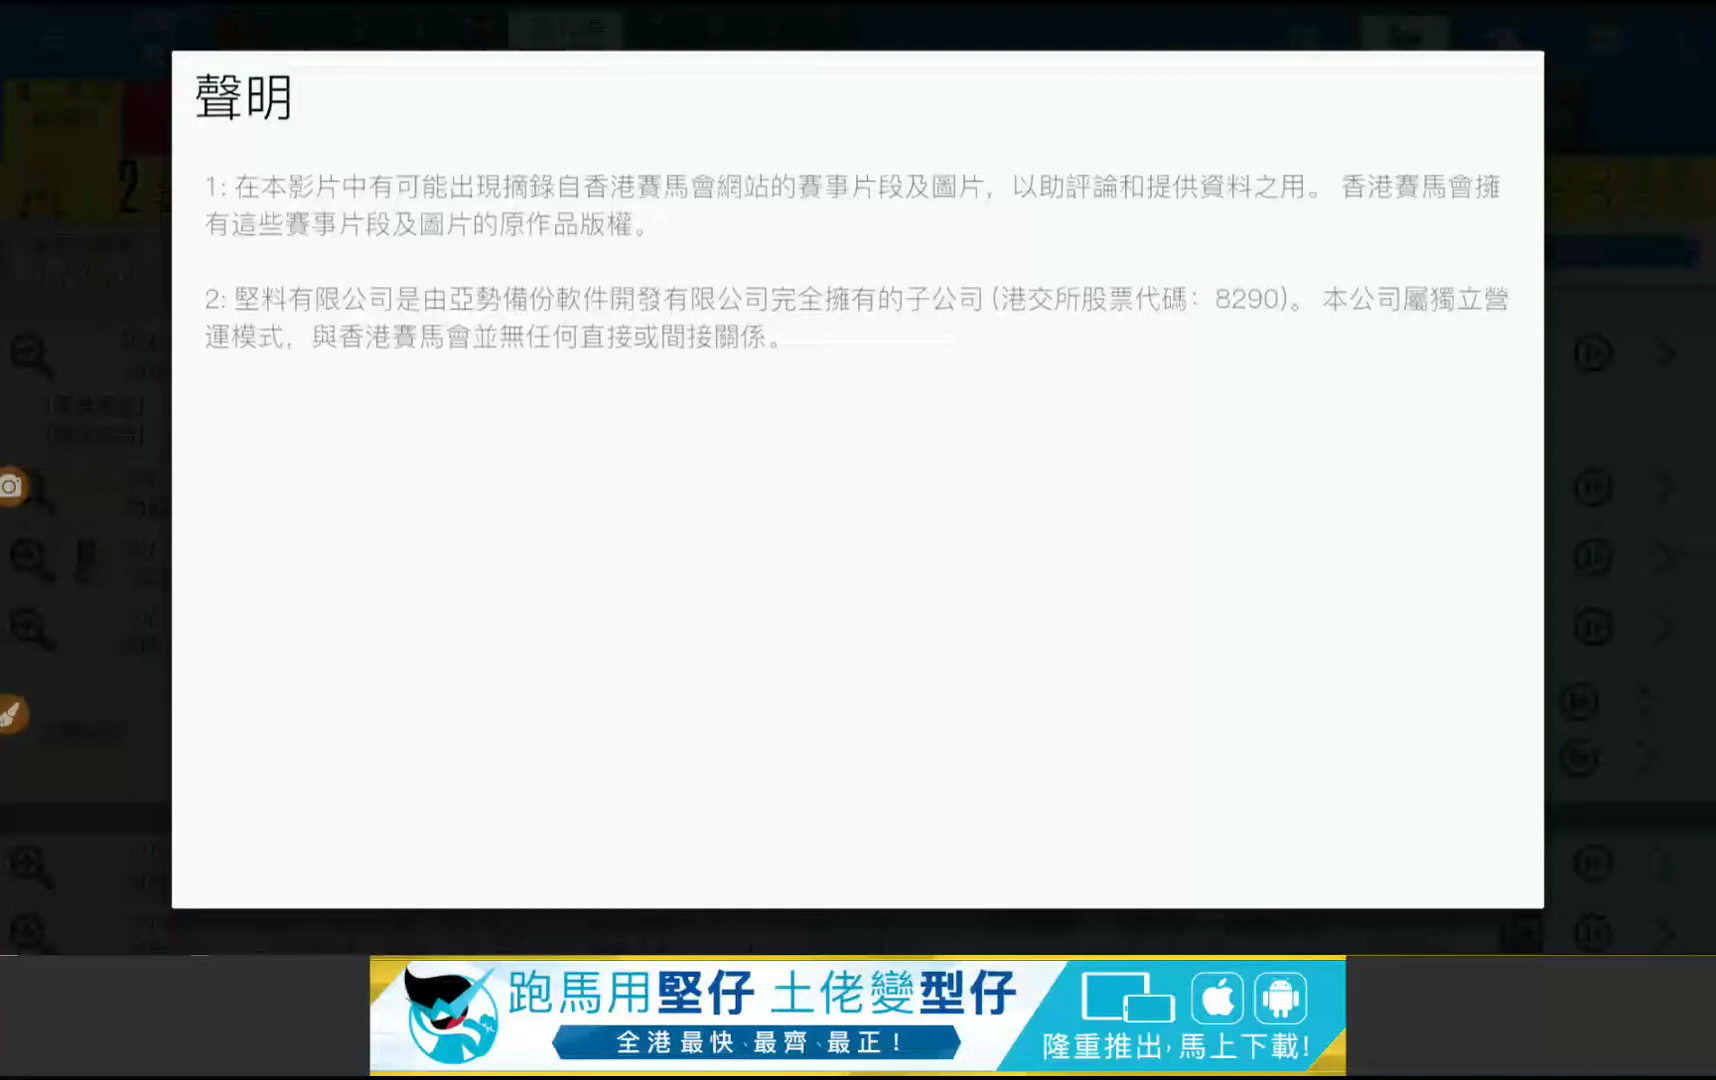 聲明
1: 在本影片中有可能出現摘錄自香港賽馬會網站的賽事片段及圖片，以助評論和提供資料之用。 香港賽馬會擁
有這些賽事片段及圖片的原作品版權。
2: 堅料有限公司是由亞勢備份軟件開發有限公司完全擁有的子公司 (港交所股票代碼：8290)。 本公司屬獨立營
運模式，與香港賽馬會並無任何直接或間接關係。
跑馬用堅仔 土佬變型仔
全港最快、最齊、最正！
隆重推出，馬上下載！
2